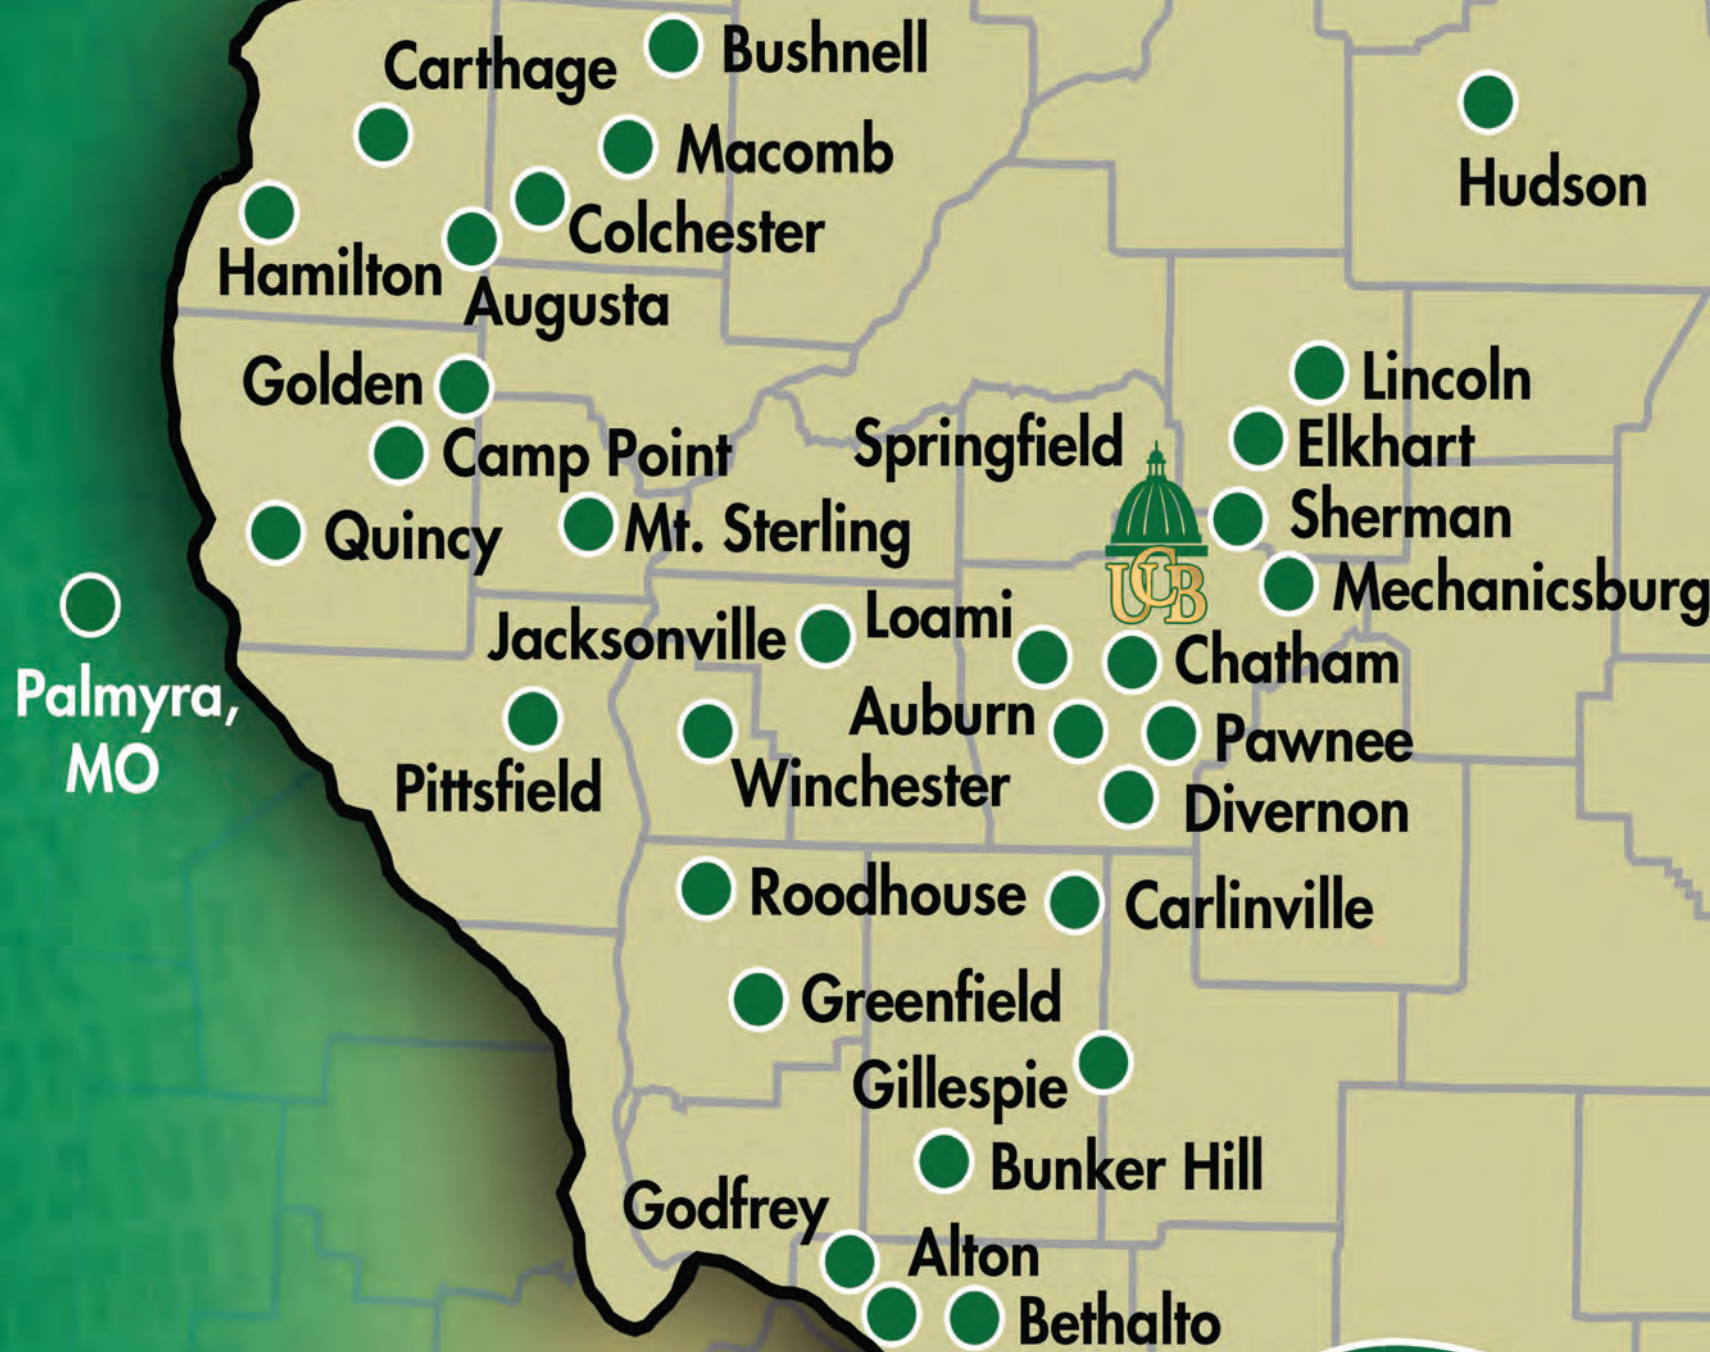 Carthage
Bushnell
Macomb
Hudson
Colchester
Hamilton
Augusta
Golden
Lincoln
Camp Point
Springfield
Elkhart
Quincy
Mt. Sterling
Sherman
UCB
Mechanicsburg
Jacksonville
Loami
Chatham
Palmyra,
MO
Auburn
Pawnee
Pittsfield
Winchester
Divernon
Roodhouse
Carlinville
Greenfield
Gillespie
Bunker Hill
Godfrey
Alton
Bethalto